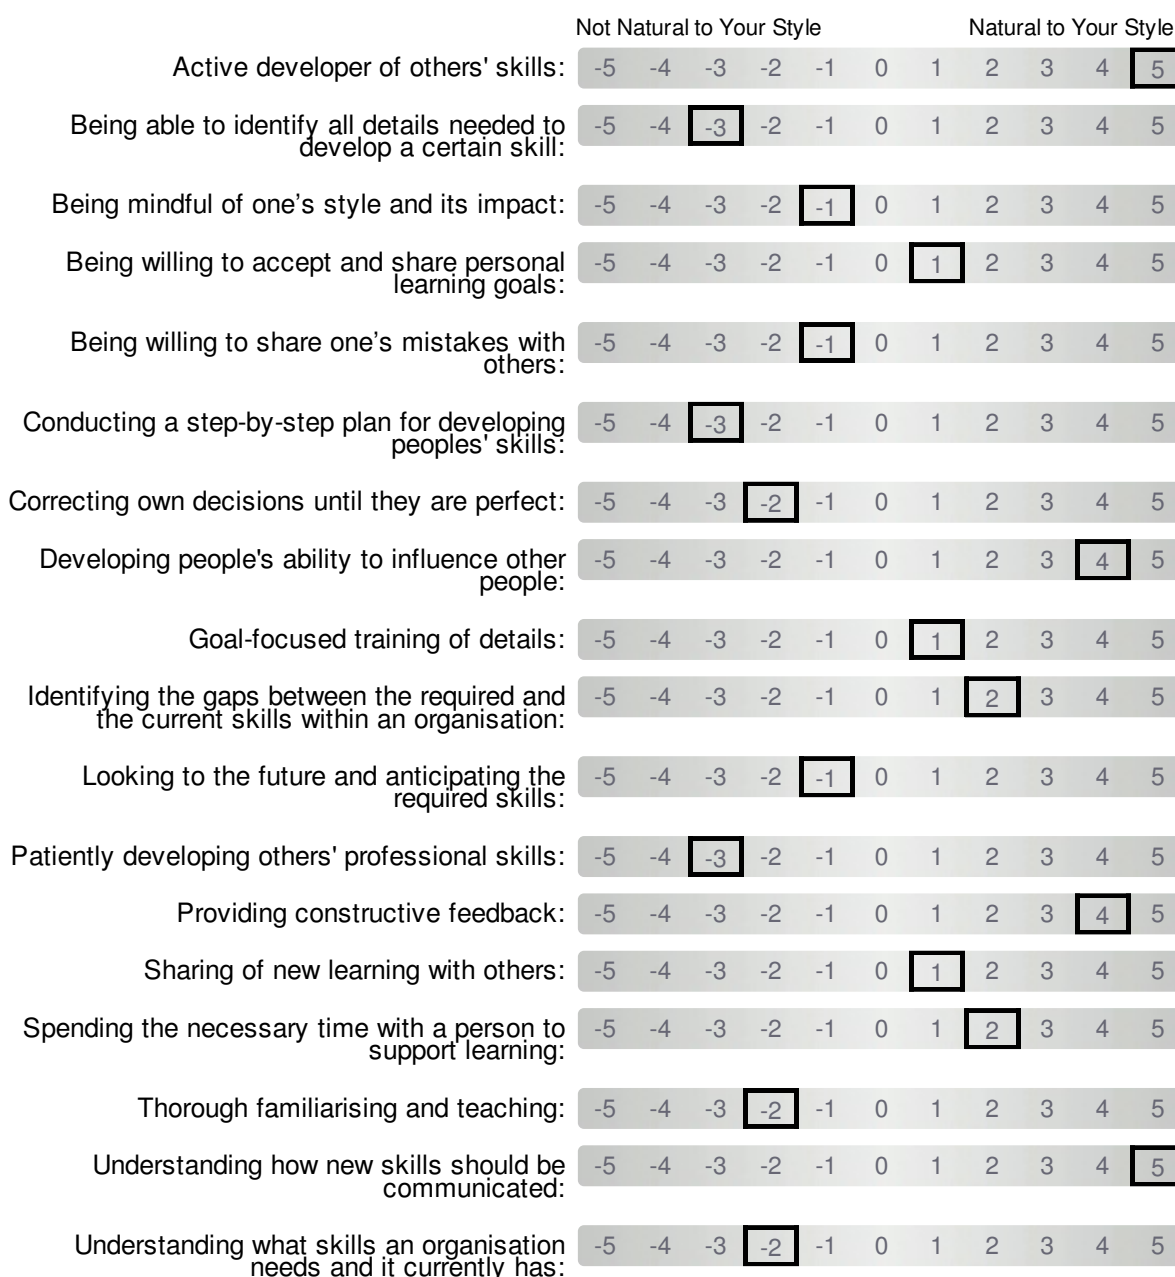 Not Natural to Your Style Natural to Your Style
Active developer of others' skills: -5 -4 -3 -2 -1 0 1 2 3 4 5
Being able to identify all details needed to -5 -4 -3 -2 -1 0 1 2 3 4 5
develop a certain skill:
Being mindful of one’s style and its impact: -5 -4 -3 -2 -1 0 1 2 3 4 5
Being willing to accept and share personal -5 -4 -3 -2 -1 0 1 2 3 4 5
learning goals:
Being willing to share one’s mistakes with -5 -4 -3 -2 -1 0 1 2 3 4 5
others:
Conducting a step-by-step plan for developing -5 -4 -3 -2 -1 0 1 2 3 4 5
peoples' skills:
Correcting own decisions until they are perfect: -5 -4 -3 -2 -1 0 1 2 3 4 5
Developing people's ability to influence other -5 -4 -3 -2 -1 0 1 2 3 4 5
people:
Goal-focused training of details: -5 -4 -3 -2 -1 0 1 2 3 4 5
Identifying the gaps between the required and -5 -4 -3 -2 -1 0 1 2 3 4 5
the current skills within an organisation:
Looking to the future and anticipating the -5 -4 -3 -2 -1 0 1 2 3 4 5
required skills:
Patiently developing others' professional skills: -5 -4 -3 -2 -1 0 1 2 3 4 5
Providing constructive feedback: -5 -4 -3 -2 -1 0 1 2 3 4 5
Sharing of new learning with others: -5 -4 -3 -2 -1 0 1 2 3 4 5
Spending the necessary time with a person to -5 -4 -3 -2 -1 0 1 2 3 4 5
support learning:
Thorough familiarising and teaching: -5 -4 -3 -2 -1 0 1 2 3 4 5
Understanding how new skills should be -5 -4 -3 -2 -1 0 1 2 3 4 5
communicated:
Understanding what skills an organisation -5 -4 -3 -2 -1 0 1 2 3 4 5
needs and it currently has: